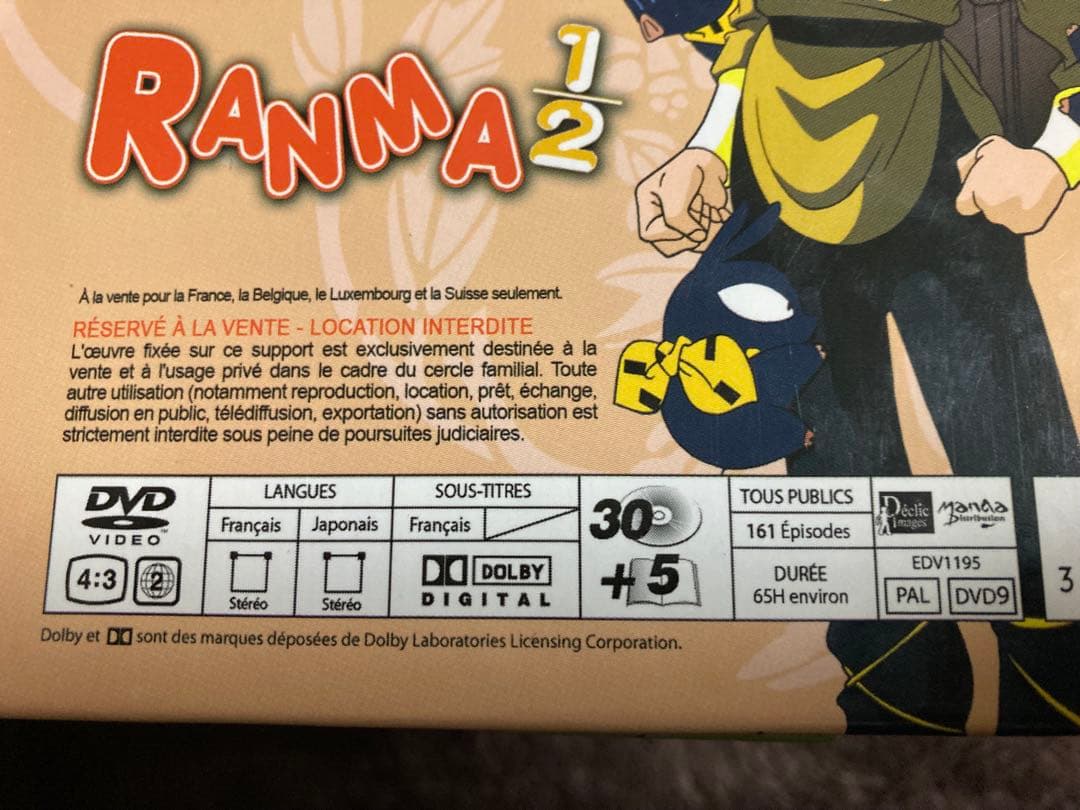 RANMA 1/2
À la vente pour la France, la Belgique, le Luxembourg et la Suisse seulement.
RÉSERVÉ À LA VENTE - LOCATION INTERDITE
L'œuvre fixée sur ce support est exclusivement destinée à la
vente et à l'usage privé dans le cadre du cercle familial. Toute
autre utilisation (notamment reproduction, location, prêt, échange,
diffusion en public, télédiffusion, exportation) sans autorisation est
strictement interdite sous peine de poursuites judiciaires.
DVD
VIDEO™
4:3
2
LANGUES
Français
Japonais
Stéréo
Stéréo
SOUS-TITRES
Français
DOLBY
DIGITAL
30
+5
TOUS PUBLICS
161 Épisodes
DURÉE
65H environ
Déclic
Images
Manga
Distribution
EDV1195
PAL
DVD9
3
Dolby et DD sont des marques déposées de Dolby Laboratories Licensing Corporation.